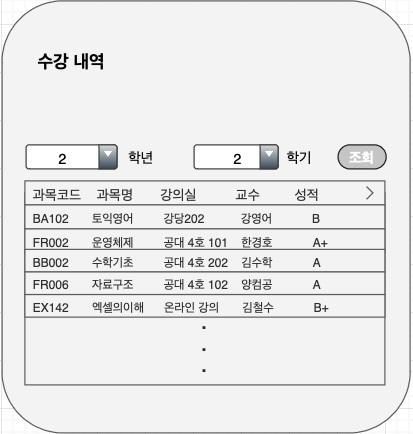 수강 내역
2 학년 2 학기 조회
과목코드 과목명 강의실 교수 성적 >
BA102 토익영어 강당202 강영어 B
FR002 운영체제 공대 4호 101 한경호 A+
BB002 수학기초 공대 4호 202 김수학 A
FR006 자료구조 공대 4호 102 양컴공 A
EX142 엑셀의이해 온라인 강의 김철수 B+